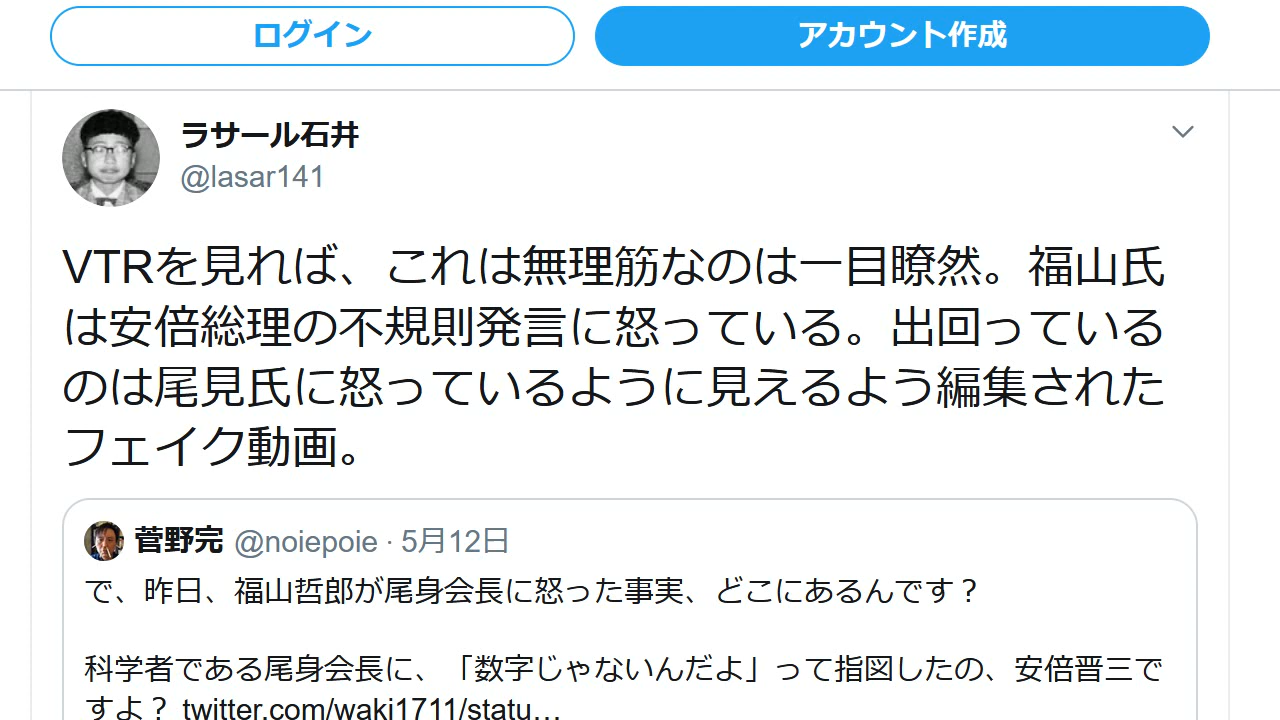 ログイン
アカウント作成
ラサール石井
@lasar141
VTRを見れば、これは無理筋なのは一目瞭然。福山氏
は安倍総理の不規則発言に怒っている。出回っている
のは尾見氏に怒っているように見えるよう編集された
フェイク動画。
菅野完 @noiepoie · 5月12日
で、昨日、福山哲郎が尾身会長に怒った事実、どこにあるんです？
科学者である尾身会長に、「数字じゃないんだよ」って指図したの、安倍晋三で
すよ？ twitter.com/waki1711/statu…